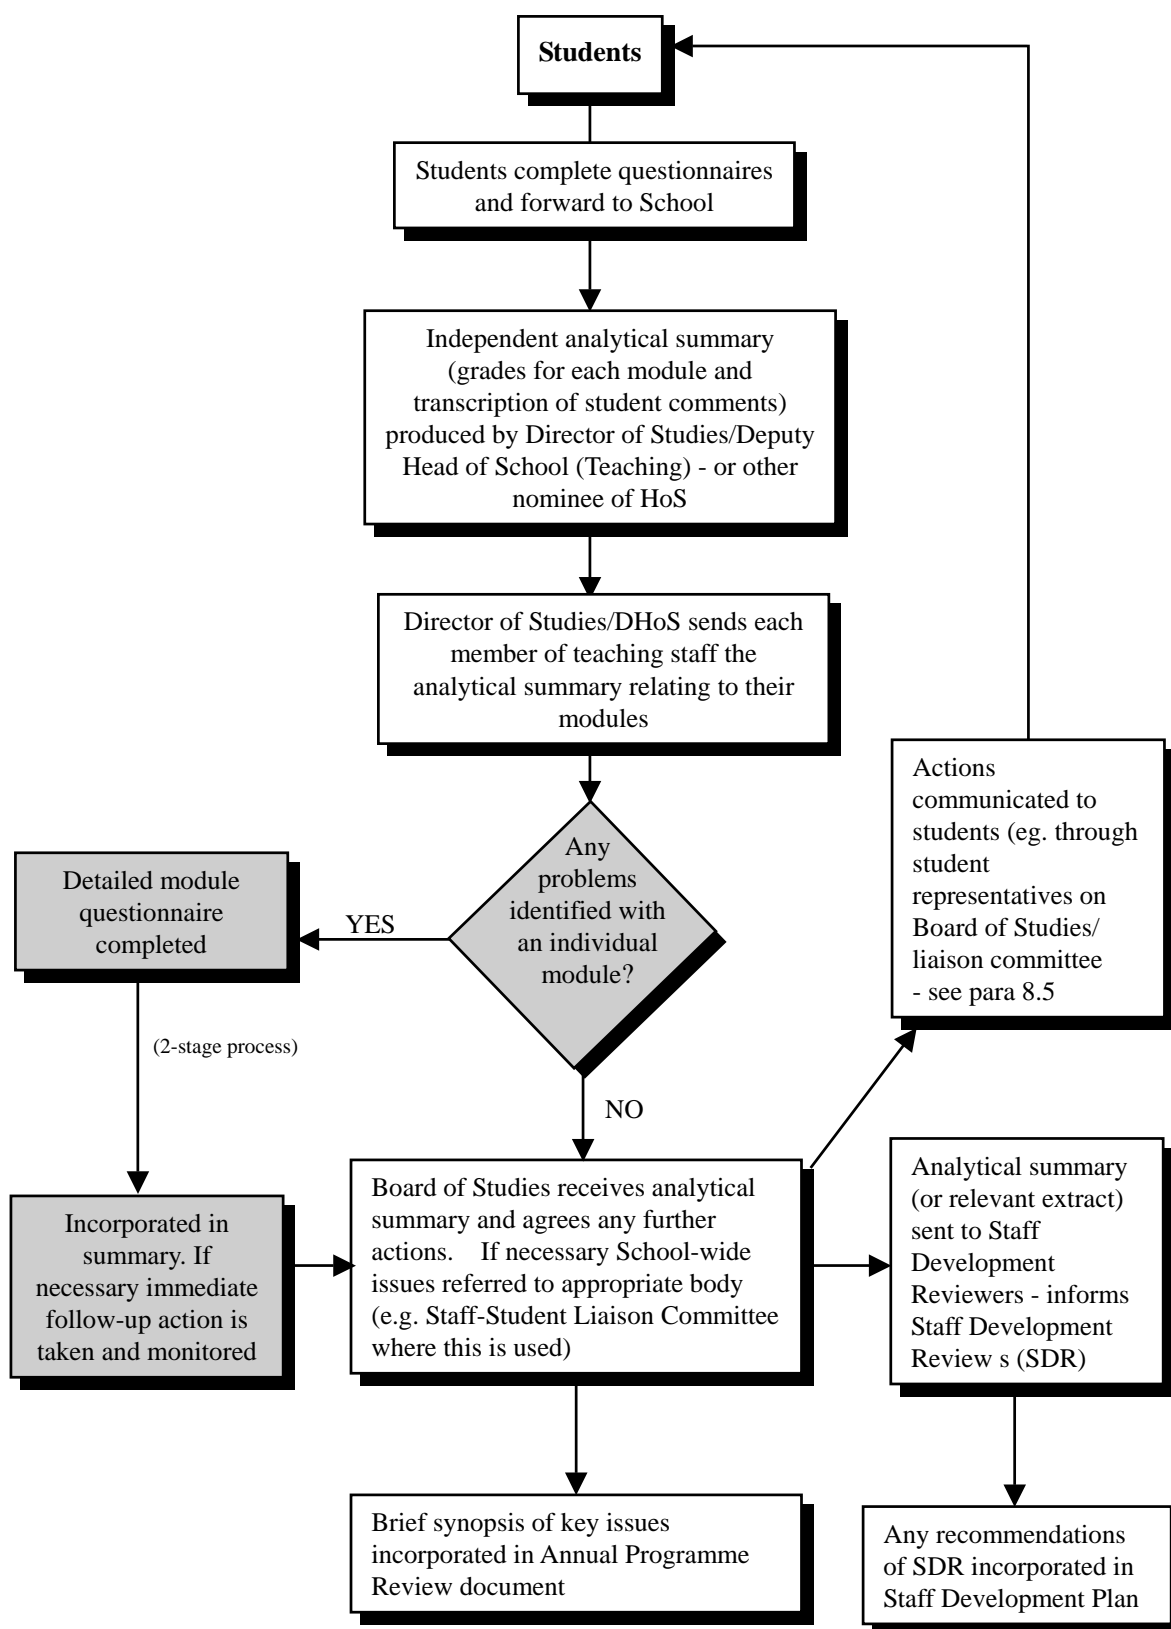 Students
Students complete questionnaires
and forward to School
Independent analytical summary
(grades for each module and
transcription of student comments)
produced by Director of Studies/Deputy
Head of School (Teaching) - or other
nominee of HoS
Director of Studies/DHoS sends each
member of teaching staff the
analytical summary relating to their
modules
Any
problems
identified with
an individual
module?
YES
Detailed module
questionnaire
completed
(2-stage process)
Incorporated in
summary. If
necessary immediate
follow-up action is
taken and monitored
NO
Board of Studies receives analytical
summary and agrees any further
actions. If necessary School-wide
issues referred to appropriate body
(e.g. Staff-Student Liaison Committee
where this is used)
Actions
communicated to
students (eg. through
student
representatives on
Board of Studies/
liaison committee
- see para 8.5
Analytical summary
(or relevant extract)
sent to Staff
Development
Reviewers - informs
Staff Development
Review s (SDR)
Brief synopsis of key issues
incorporated in Annual Programme
Review document
Any recommendations
of SDR incorporated in
Staff Development Plan